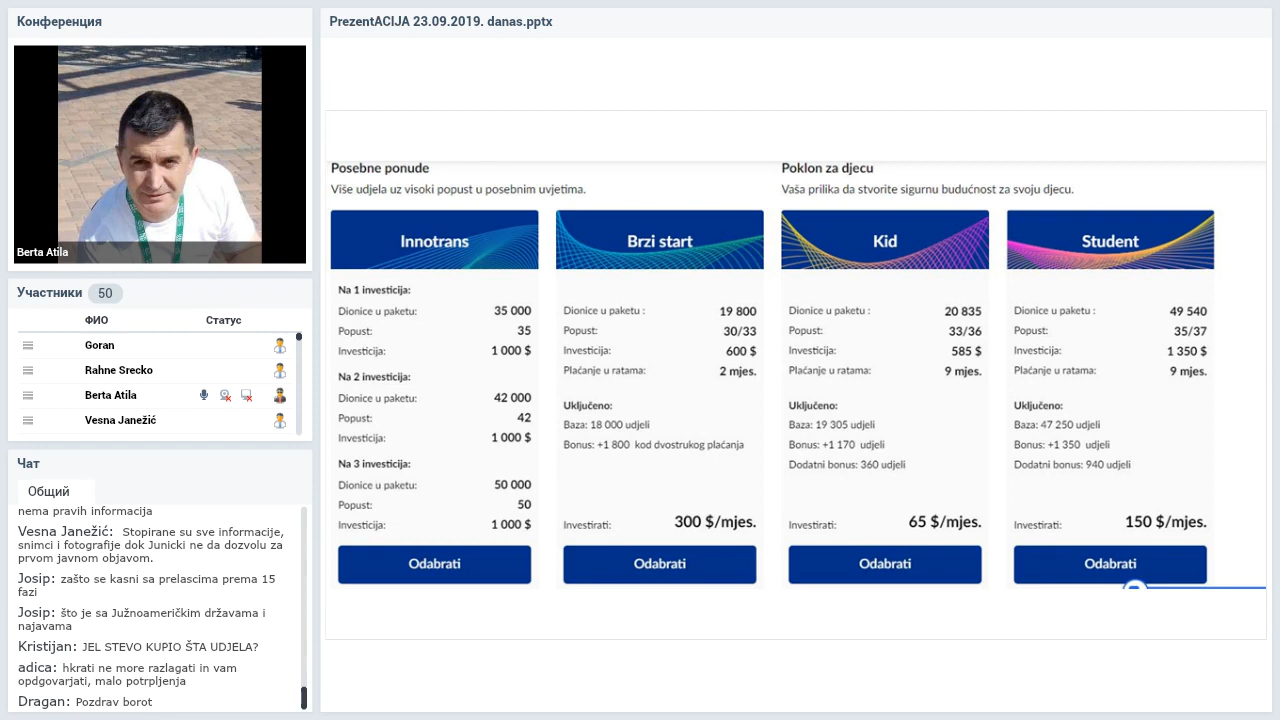 Конференция
Berta Atila
Участники 50
ФИО Статус
Goran
Rahne Srecko
Berta Atila
Vesna Janežić
Чат
Общий
nema pravih informacija
Vesna Janežić: Stopirane su sve informacije,
snimci i fotografije dok Junicki ne da dozvolu za
prvom javnom objavom.
Josip: zašto se kasni sa prelascima prema 15
fazi
Josip: što je sa Južnoameričkim državama i
najavama
Kristijan: JEL STEVO KUPIO ŠTA UDJELA?
adica: hkrati ne more razlagati in vam
opdgovarjati, malo potrpljenja
Dragan: Pozdrav borot
PrezentACIJA 23.09.2019. danas.pptx
Posebne ponude
Više udjela uz visoki popust u posebnim uvjetima.
Poklon za djecu
Vaša prilika da stvorite sigurnu budućnost za svoju djecu.
Innotrans
Na 1 investicija:
Dionice u paketu: 35 000
Popust: 35
Investicija: 1 000 $
Na 2 investicija:
Dionice u paketu: 42 000
Popust: 42
Investicija: 1 000 $
Na 3 investicija:
Dionice u paketu: 50 000
Popust: 50
Investicija: 1 000 $
Odabrati
Brzi start
Dionice u paketu : 19 800
Popust: 30/33
Investicija: 600 $
Plaćanje u ratama: 2 mjes.
Uključeno:
Baza: 18 000 udjeli
Bonus: +1 800 kod dvostrukog plaćanja
Investirati: 300 $/mjes.
Odabrati
Kid
Dionice u paketu : 20 835
Popust: 33/36
Investicija: 585 $
Plaćanje u ratama: 9 mjes.
Uključeno:
Baza: 19 305 udjeli
Bonus: +1 170 udjeli
Dodatni bonus: 360 udjeli
Investirati: 65 $/mjes.
Odabrati
Student
Dionice u paketu : 49 540
Popust: 35/37
Investicija: 1 350 $
Plaćanje u ratama: 9 mjes.
Uključeno:
Baza: 47 250 udjeli
Bonus: +1 350 udjeli
Dodatni bonus: 940 udjeli
Investirati: 150 $/mjes.
Odabrati